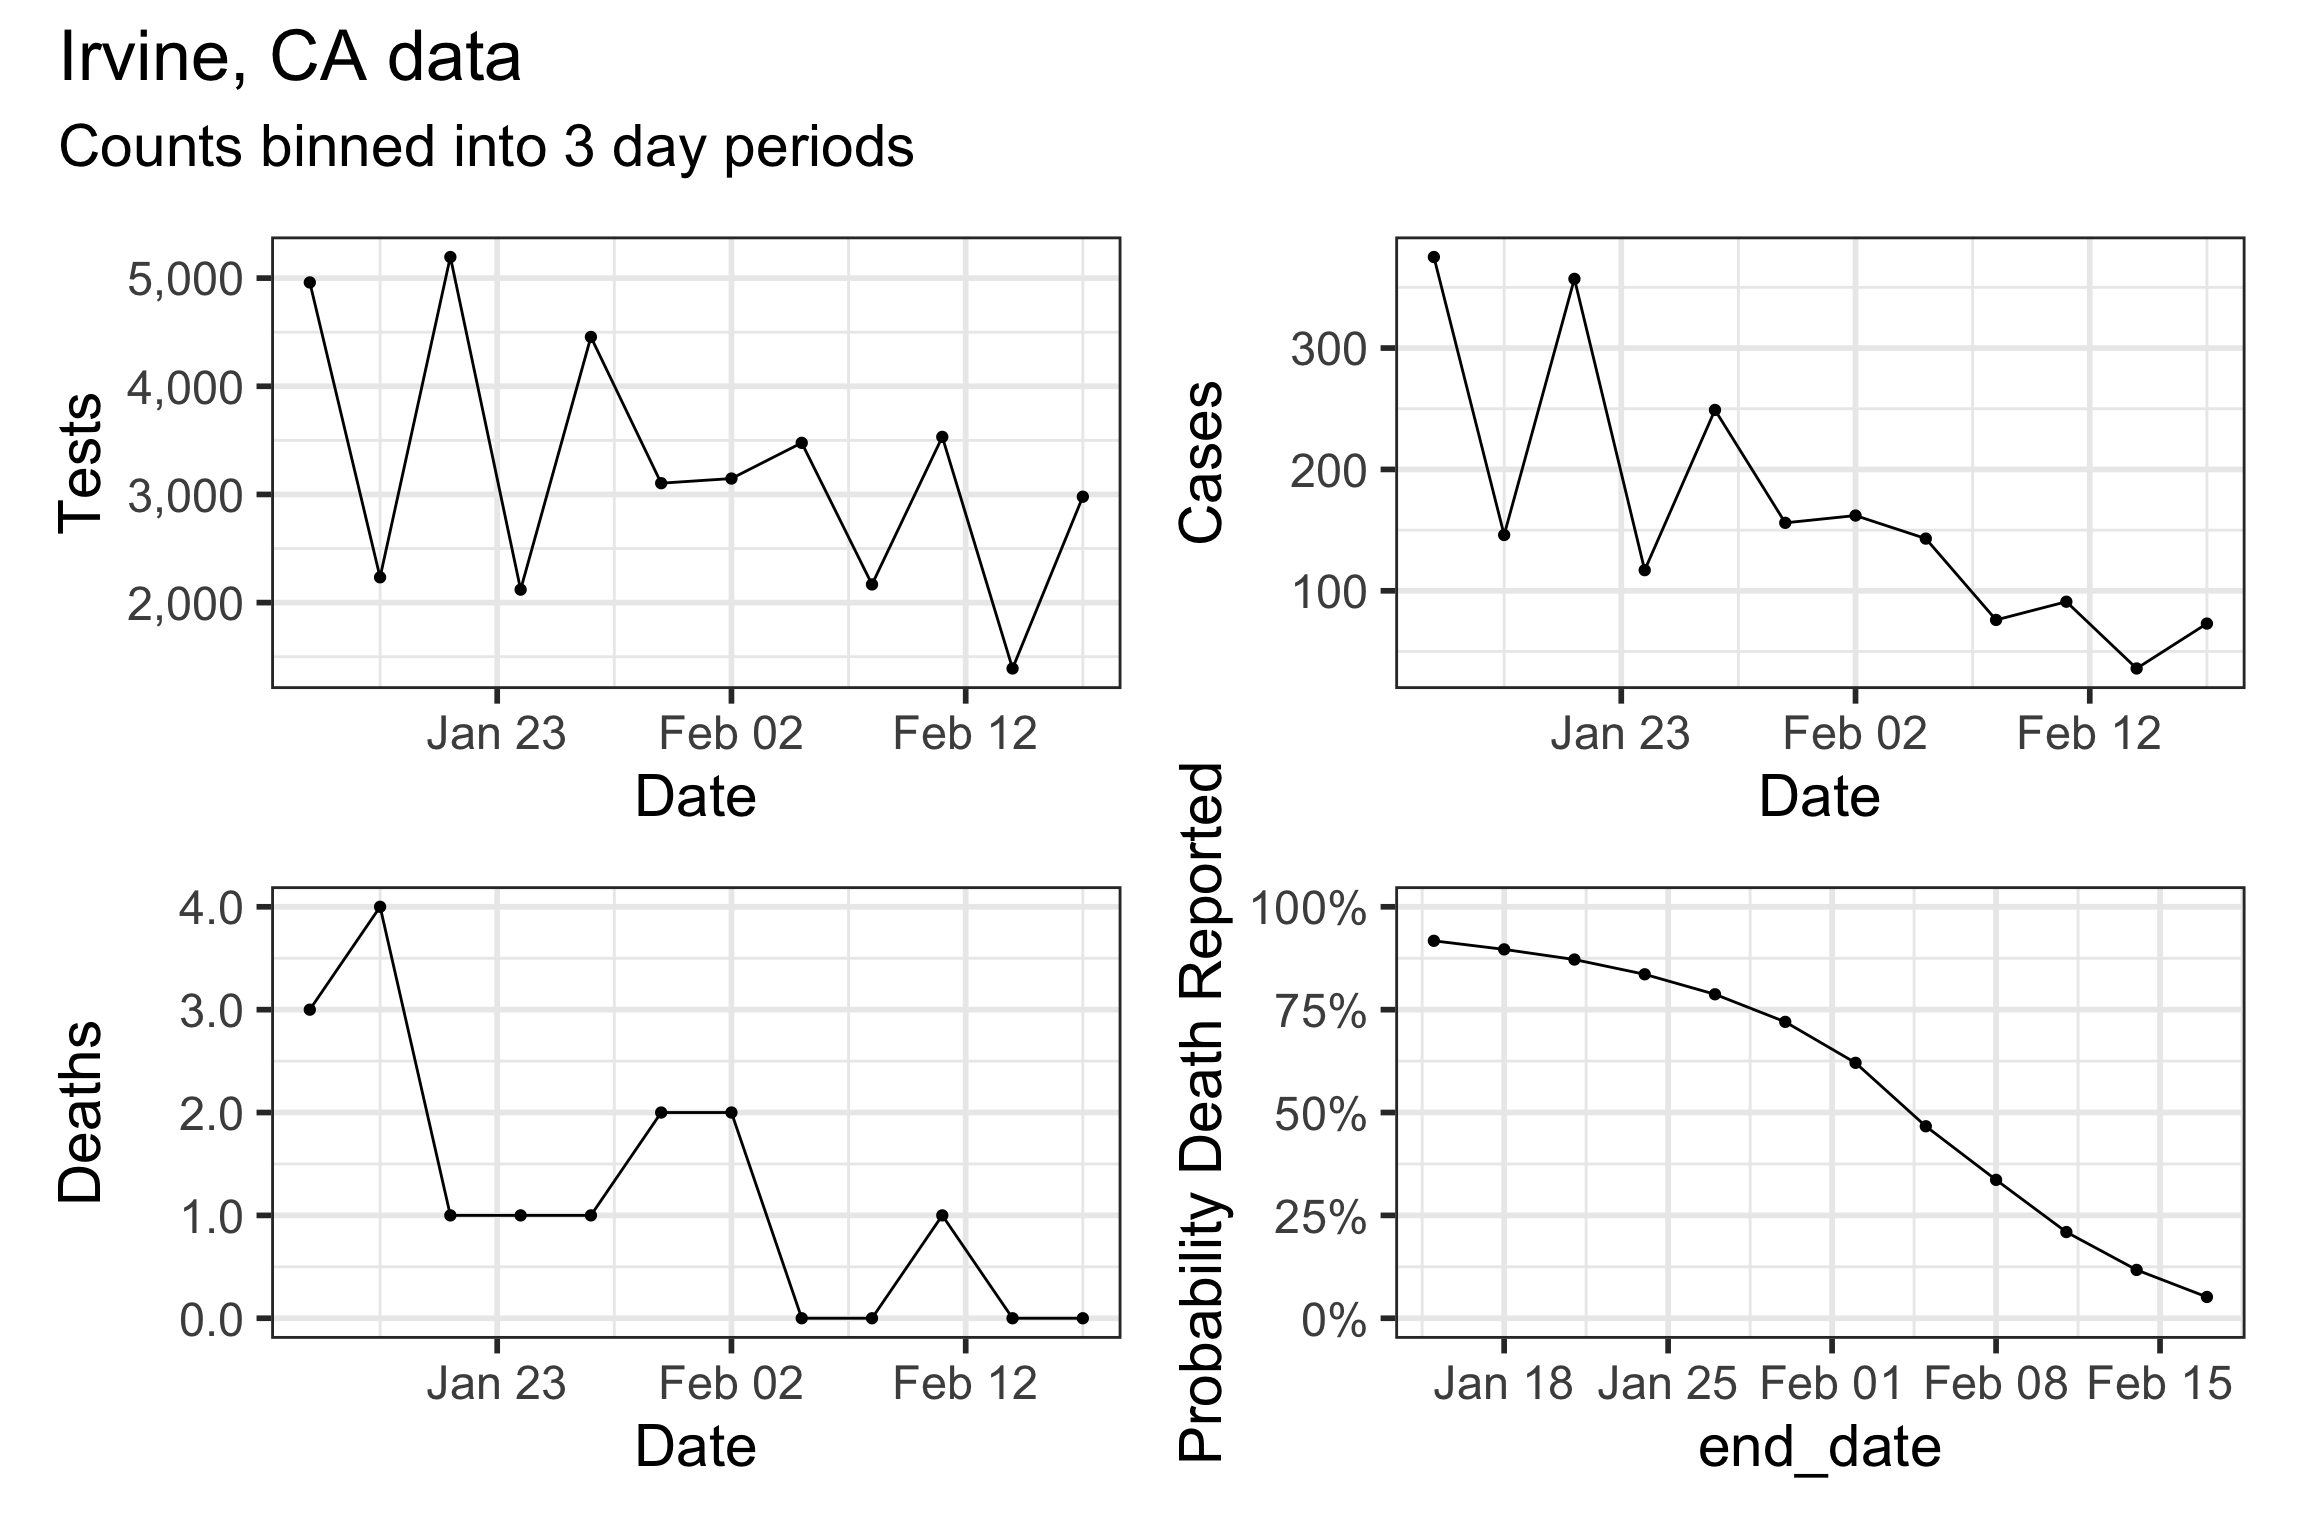 Irvine, CA data
Counts binned into 3 day periods
Tests
5,000
4,000
3,000
2,000
Jan 23 Feb 02 Feb 12
Date
Cases
300
200
100
Jan 23 Feb 02 Feb 12
Date
Deaths
4.0
3.0
2.0
1.0
0.0
Jan 23 Feb 02 Feb 12
Date
Probability Death Reported
100%
75%
50%
25%
0%
Jan 18 Jan 25 Feb 01 Feb 08 Feb 15
end_date